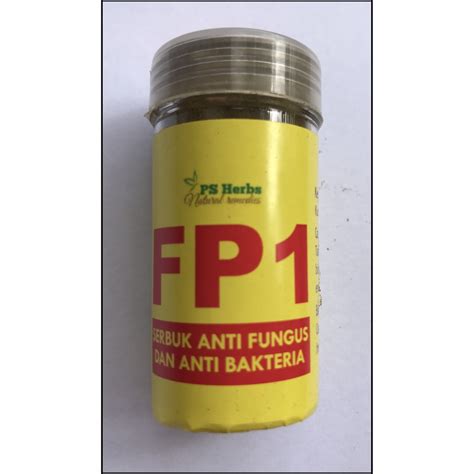 PS Herbs
Natural remedies
FP1
SERBUK ANTI FUNGUS
DAN ANTI BAKTERIA